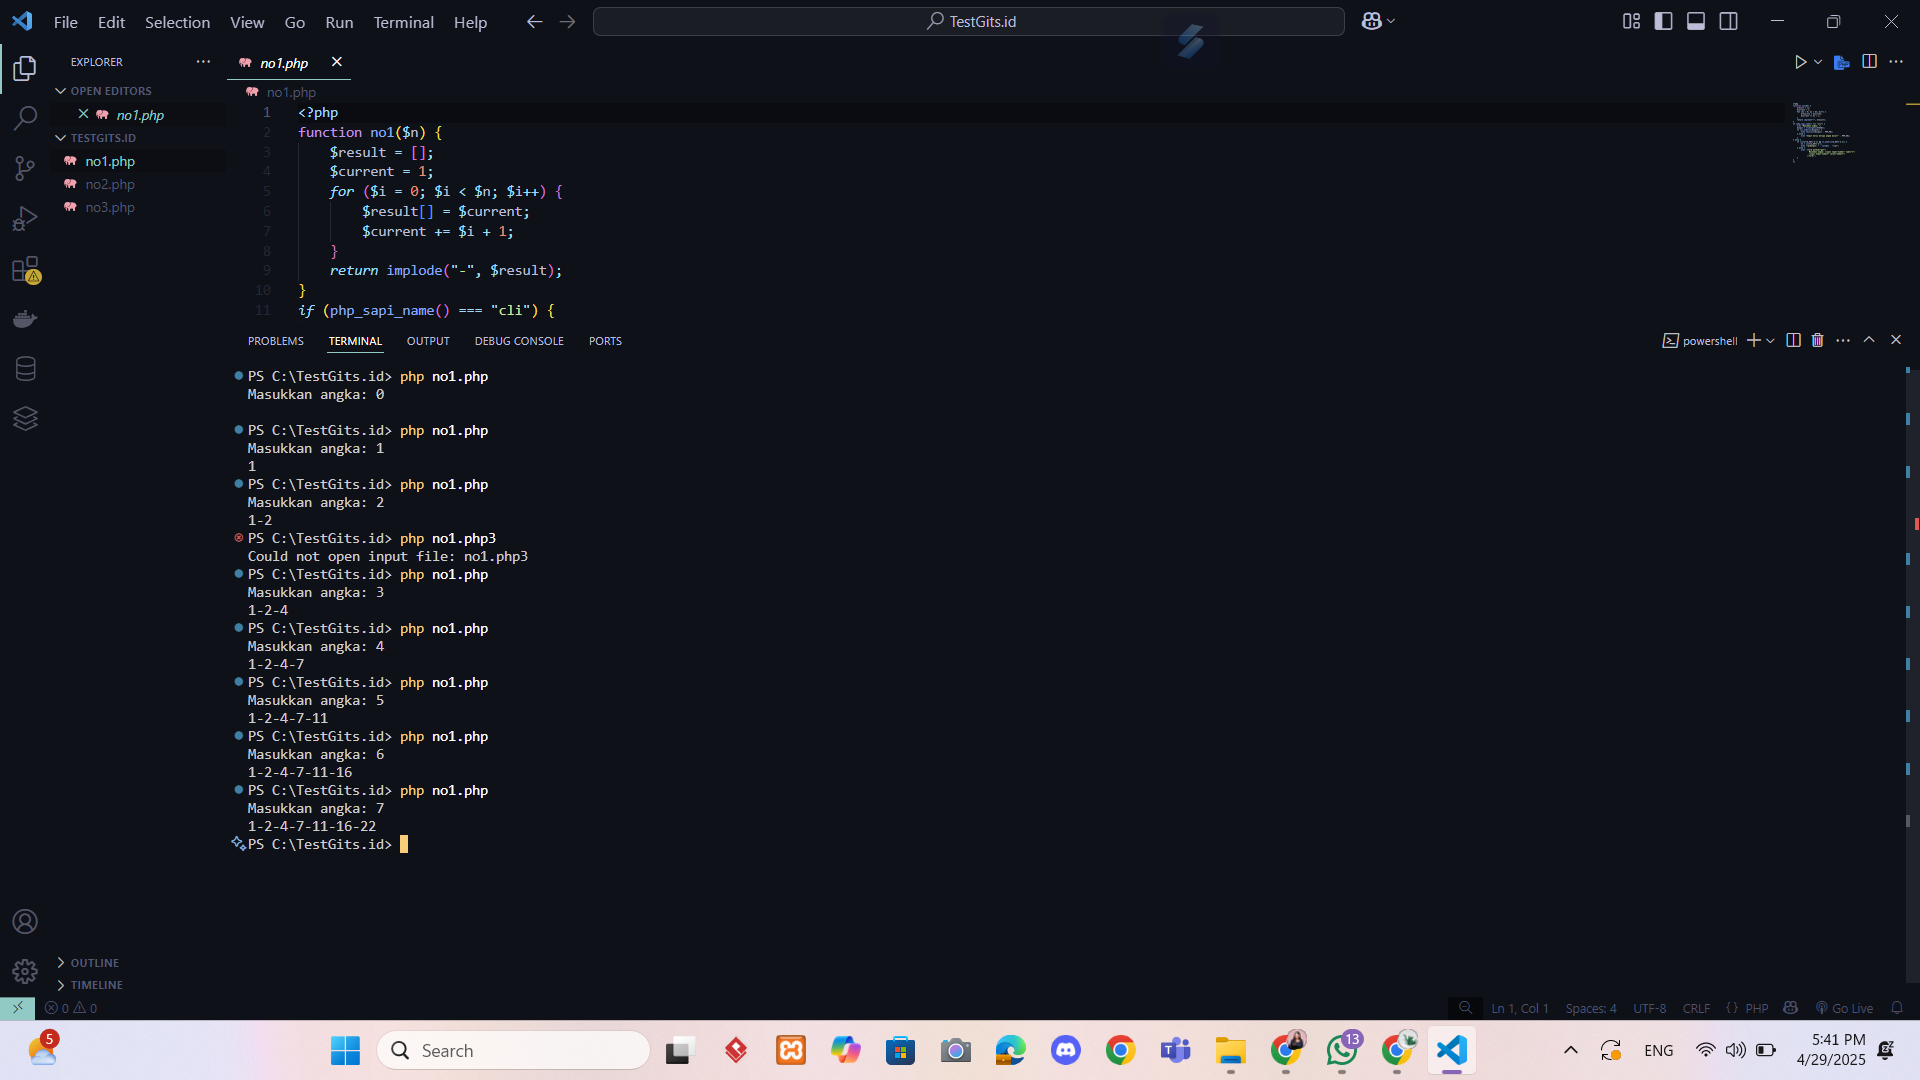 File Edit Selection View Go Run Terminal Help
TestGits.id
EXPLORER
no1.php
OPEN EDITORS
no1.php
TESTGITS.ID
no1.php
no2.php
no3.php
no1.php
1 <?php
2 function no1($n) {
3 $result = [];
4 $current = 1;
5 for ($i = 0; $i < $n; $i++) {
6 $result[] = $current;
7 $current += $i + 1;
8 }
9 return implode("-", $result);
10 }
11 if (php_sapi_name() === "cli") {
PROBLEMS TERMINAL OUTPUT DEBUG CONSOLE PORTS
powershell
PS C:\TestGits.id> php no1.php
Masukkan angka: 0
PS C:\TestGits.id> php no1.php
Masukkan angka: 1
1
PS C:\TestGits.id> php no1.php
Masukkan angka: 2
1-2
PS C:\TestGits.id> php no1.php3
Could not open input file: no1.php3
PS C:\TestGits.id> php no1.php
Masukkan angka: 3
1-2-4
PS C:\TestGits.id> php no1.php
Masukkan angka: 4
1-2-4-7
PS C:\TestGits.id> php no1.php
Masukkan angka: 5
1-2-4-7-11
PS C:\TestGits.id> php no1.php
Masukkan angka: 6
1-2-4-7-11-16
PS C:\TestGits.id> php no1.php
Masukkan angka: 7
1-2-4-7-11-16-22
PS C:\TestGits.id>
OUTLINE
TIMELINE
0 0
Ln 1, Col 1 Spaces: 4 UTF-8 CRLF {} PHP Go Live
5
Search
13
ENG
5:41 PM
4/29/2025